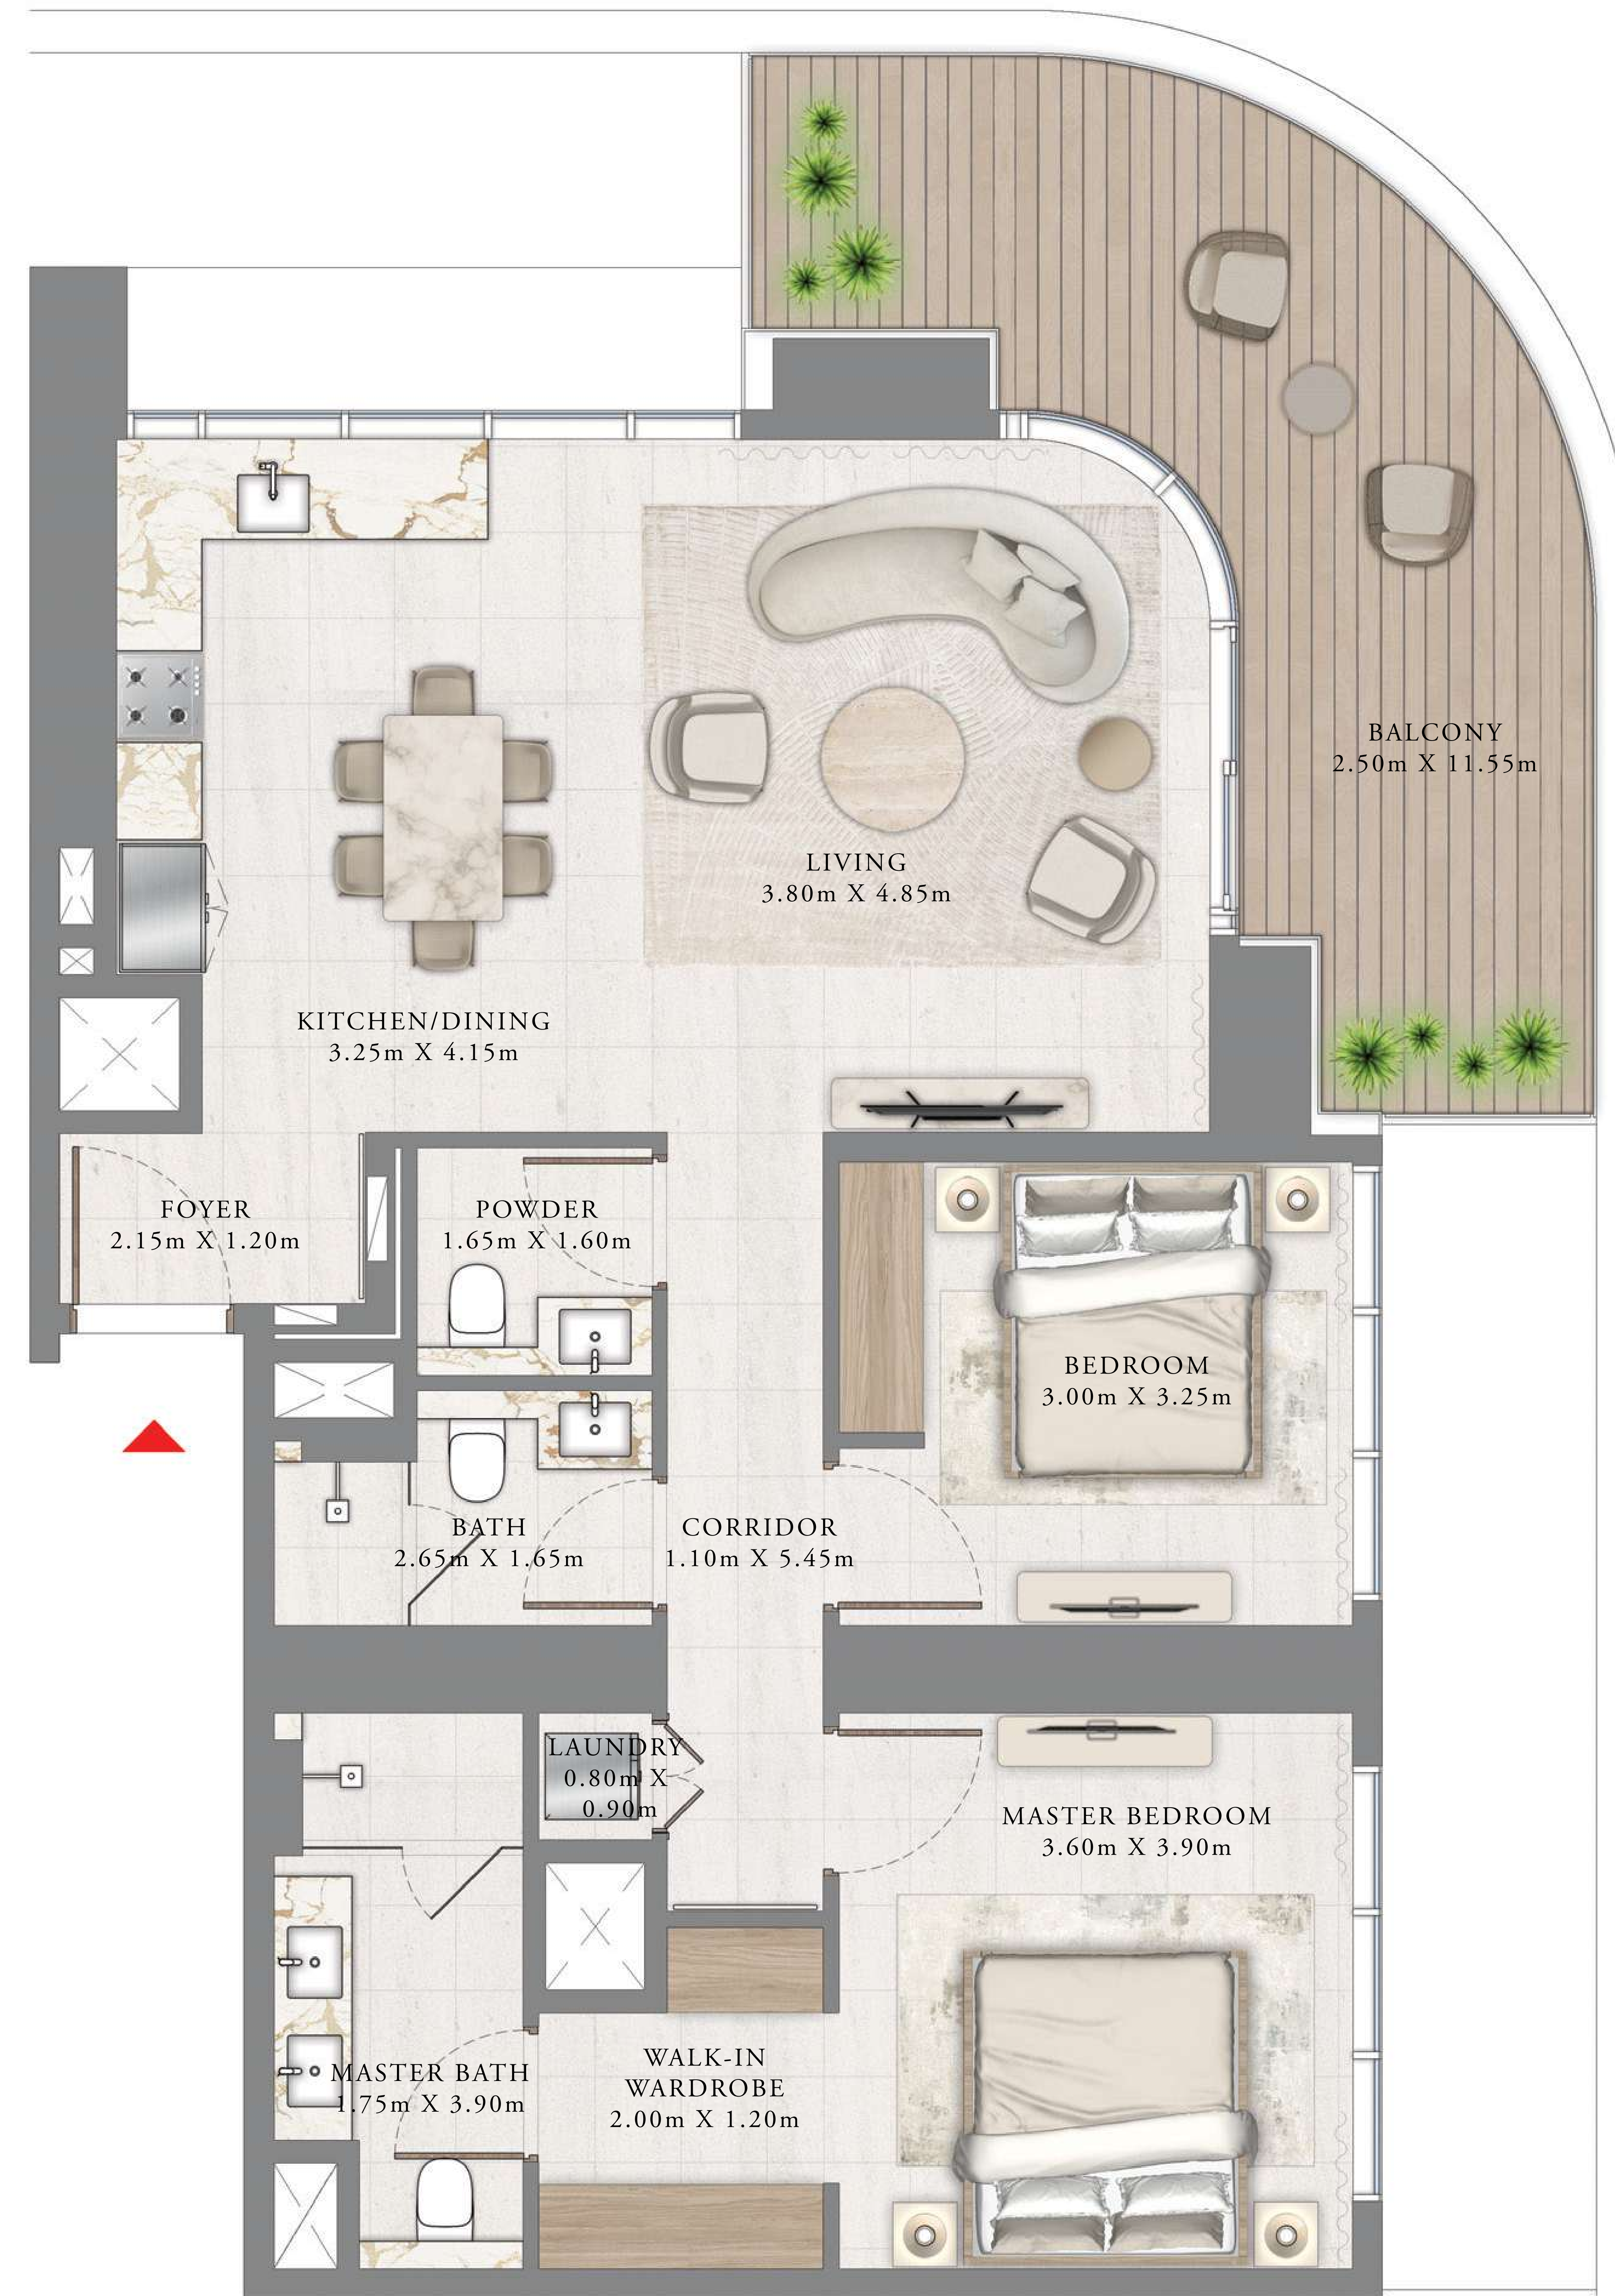 BALCONY
2.50m X 11.55m
LIVING
3.80m X 4.85m
KITCHEN/DINING
3.25m X 4.15m
FOYER
2.15m X 1.20m
POWDER
1.65m X 1.60m
BEDROOM
3.00m X 3.25m
BATH
2.65m X 1.65m
CORRIDOR
1.10m X 5.45m
LAUNDRY
0.80m X
0.90m
MASTER BEDROOM
3.60m X 3.90m
MASTER BATH
1.75m X 3.90m
WALK-IN
WARDROBE
2.00m X 1.20m